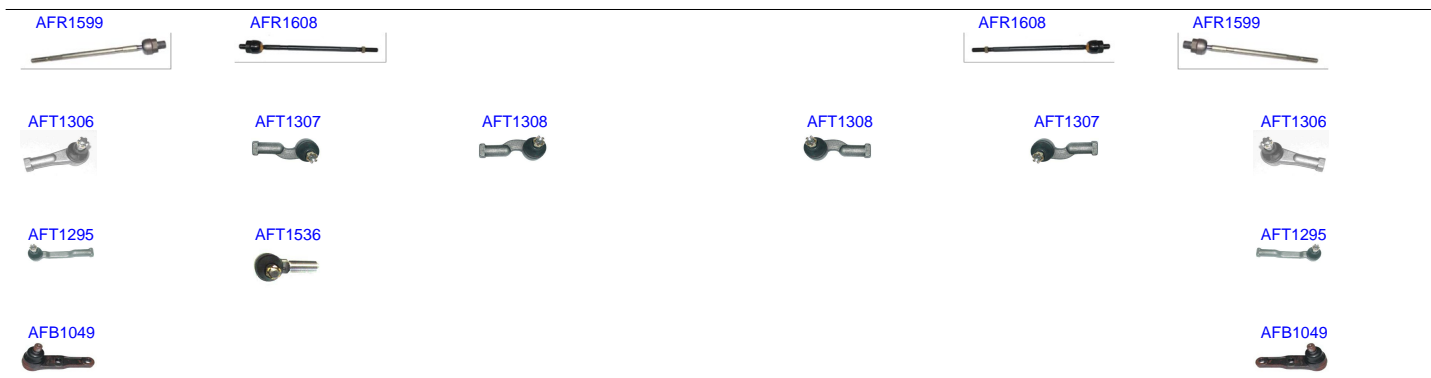 AFR1599 AFR1608 AFR1608 AFR1599
AFT1306 AFT1307 AFT1308 AFT1308 AFT1307 AFT1306
AFT1295 AFT1536 AFT1295
AFB1049 AFB1049